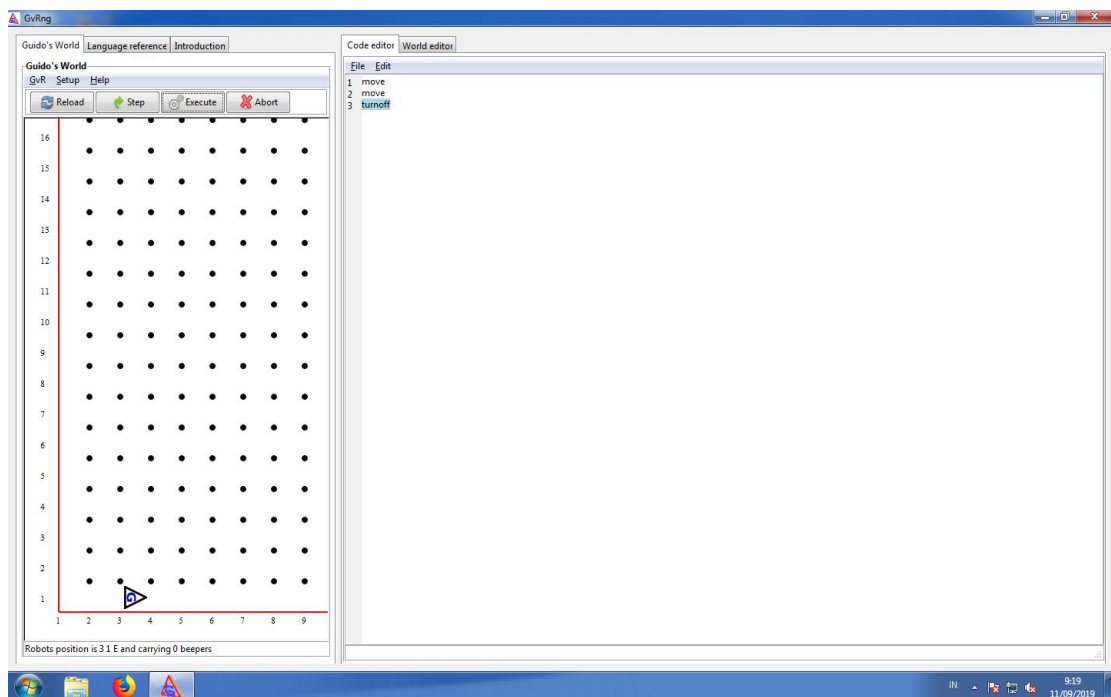 GvRng
Guido's World Language reference Introduction
Guido's World
GvR Setup Help
Reload Step Execute Abort
16
15
14
13
12
11
10
9
8
7
6
5
4
3
2
1
G
1 2 3 4 5 6 7 8 9
Robots position is 3 1 E and carrying 0 beepers
Code editor World editor
File Edit
1 move
2 move
3 turnoff
IN
9:19
11/09/2019